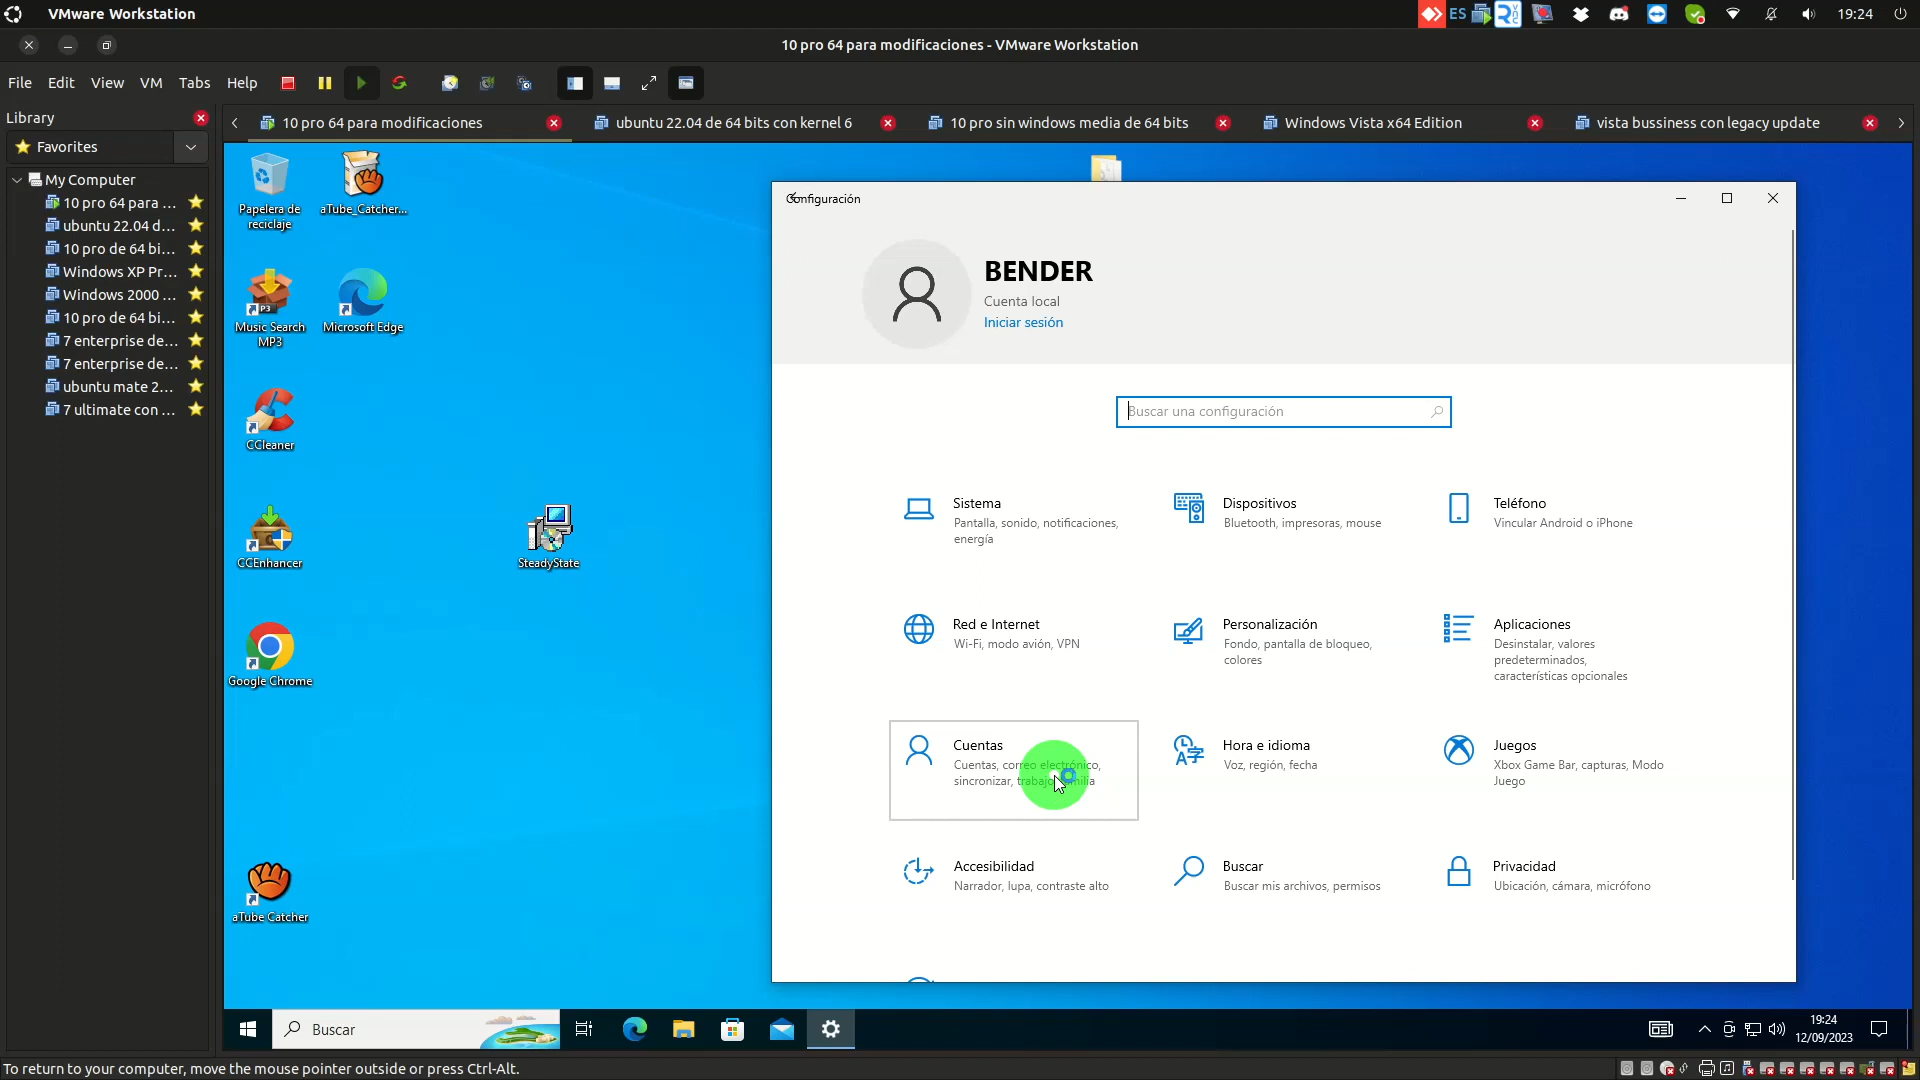 VMware Workstation
ES
19:24
10 pro 64 para modificaciones - VMware Workstation
File Edit View VM Tabs Help
Library
10 pro 64 para modificaciones
ubuntu 22.04 de 64 bits con kernel 6
10 pro sin windows media de 64 bits
Windows Vista x64 Edition
vista bussiness con legacy update
Favorites
My Computer
10 pro 64 para ...
ubuntu 22.04 d...
10 pro de 64 bi...
Windows XP Pr...
Windows 2000 ...
10 pro de 64 bi...
7 enterprise de...
7 enterprise de...
ubuntu mate 2...
7 ultimate con ...
Papelera de
reciclaje
aTube_Catcher...
Music Search
MP3
Microsoft Edge
CCleaner
CCEnhancer
SteadyState
Google Chrome
aTube Catcher
Configuración
BENDER
Cuenta local
Iniciar sesión
Buscar una configuración
Sistema
Pantalla, sonido, notificaciones,
energía
Dispositivos
Bluetooth, impresoras, mouse
Teléfono
Vincular Android o iPhone
Red e Internet
Wi-Fi, modo avión, VPN
Personalización
Fondo, pantalla de bloqueo,
colores
Aplicaciones
Desinstalar, valores
predeterminados,
características opcionales
Cuentas
Cuentas, correo electrónico,
sincronizar, trabajo, familia
Hora e idioma
Voz, región, fecha
Juegos
Xbox Game Bar, capturas, Modo
Juego
Accesibilidad
Narrador, lupa, contraste alto
Buscar
Buscar mis archivos, permisos
Privacidad
Ubicación, cámara, micrófono
Buscar
19:24
12/09/2023
To return to your computer, move the mouse pointer outside or press Ctrl-Alt.